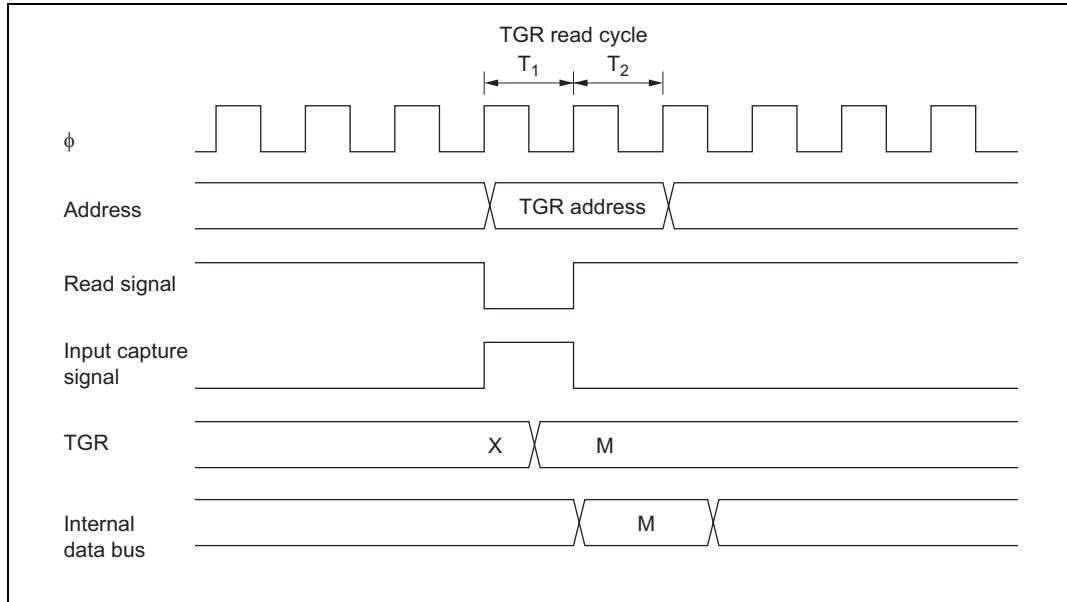 TGR read cycle
T1 T2
ϕ
Address
TGR address
Read signal
Input capture
signal
TGR
X M
Internal
data bus
M